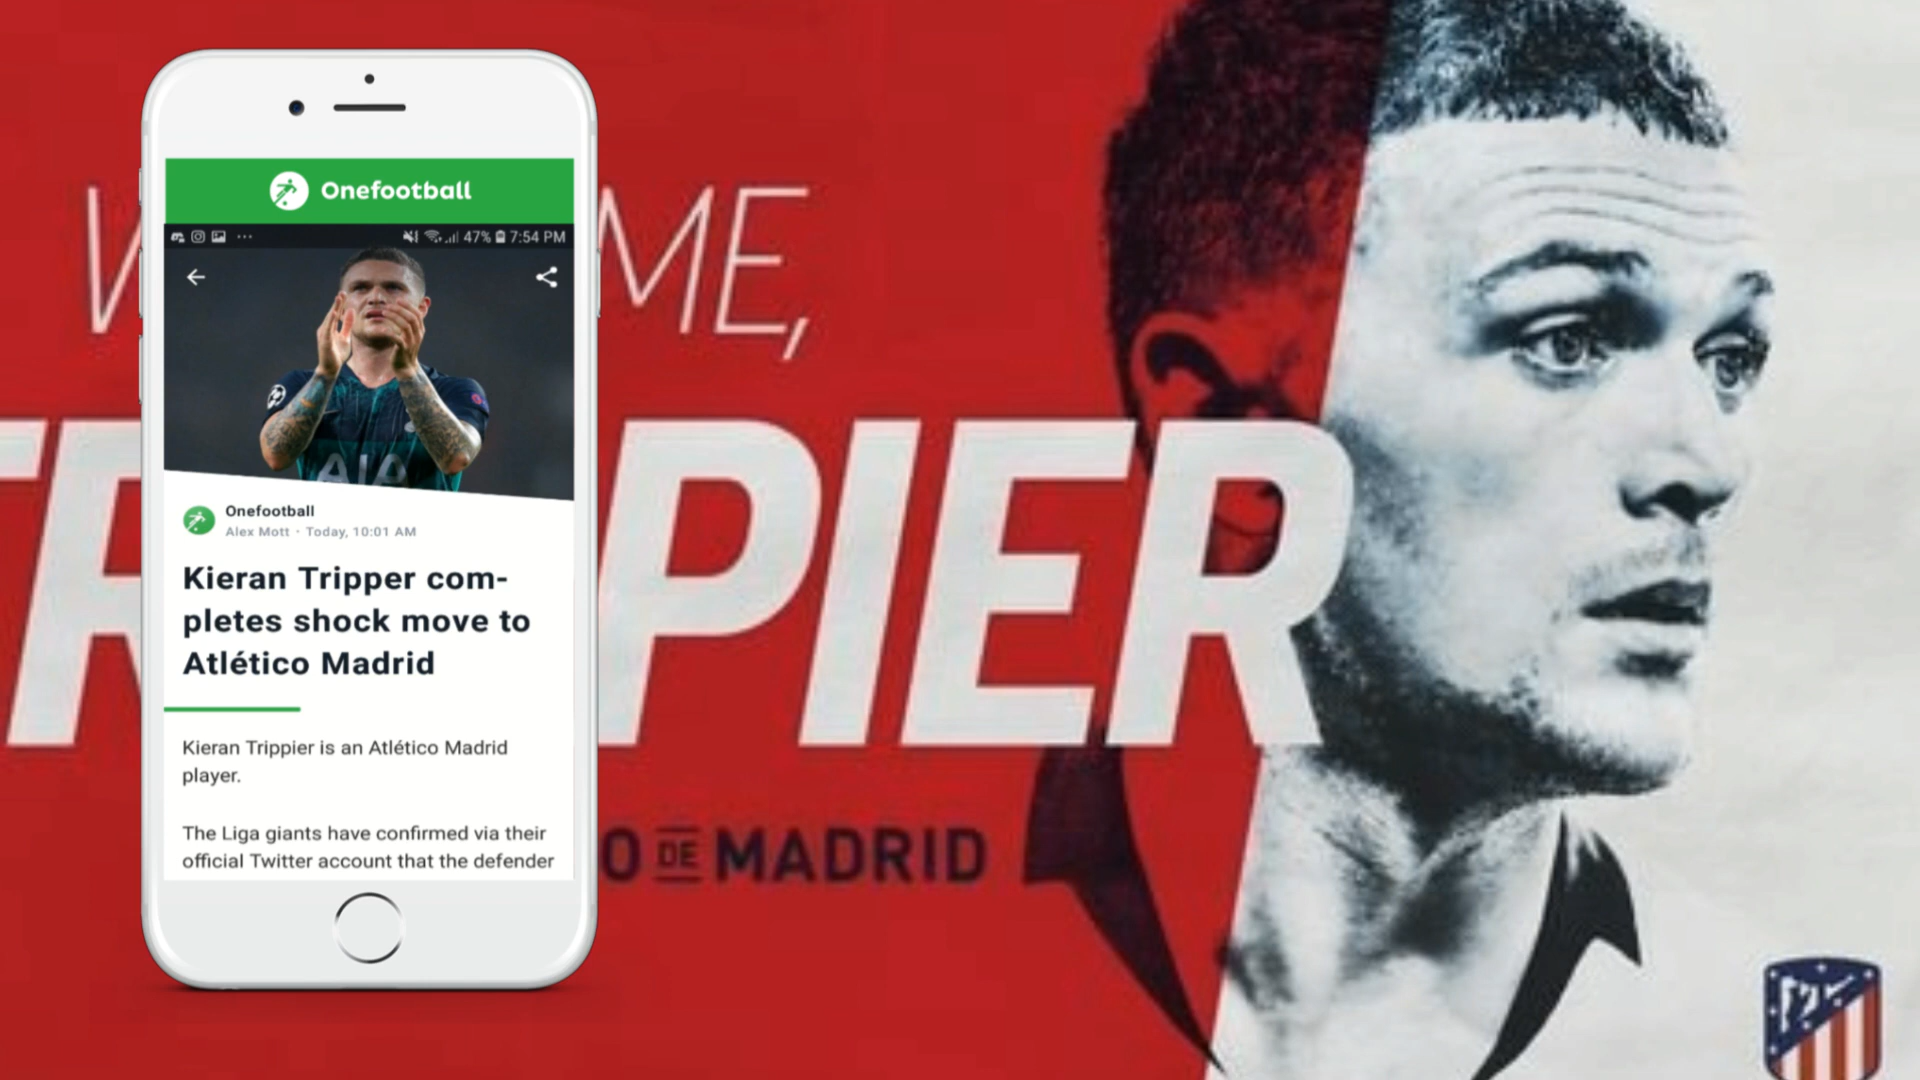 Onefootball
47% 7:54 PM
AIA
Onefootball
Alex Mott · Today, 10:01 AM
Kieran Tripper com-
pletes shock move to
Atlético Madrid
Kieran Trippier is an Atlético Madrid
player.
The Liga giants have confirmed via their
official Twitter account that the defender
ME,
PIER
O DE MADRID